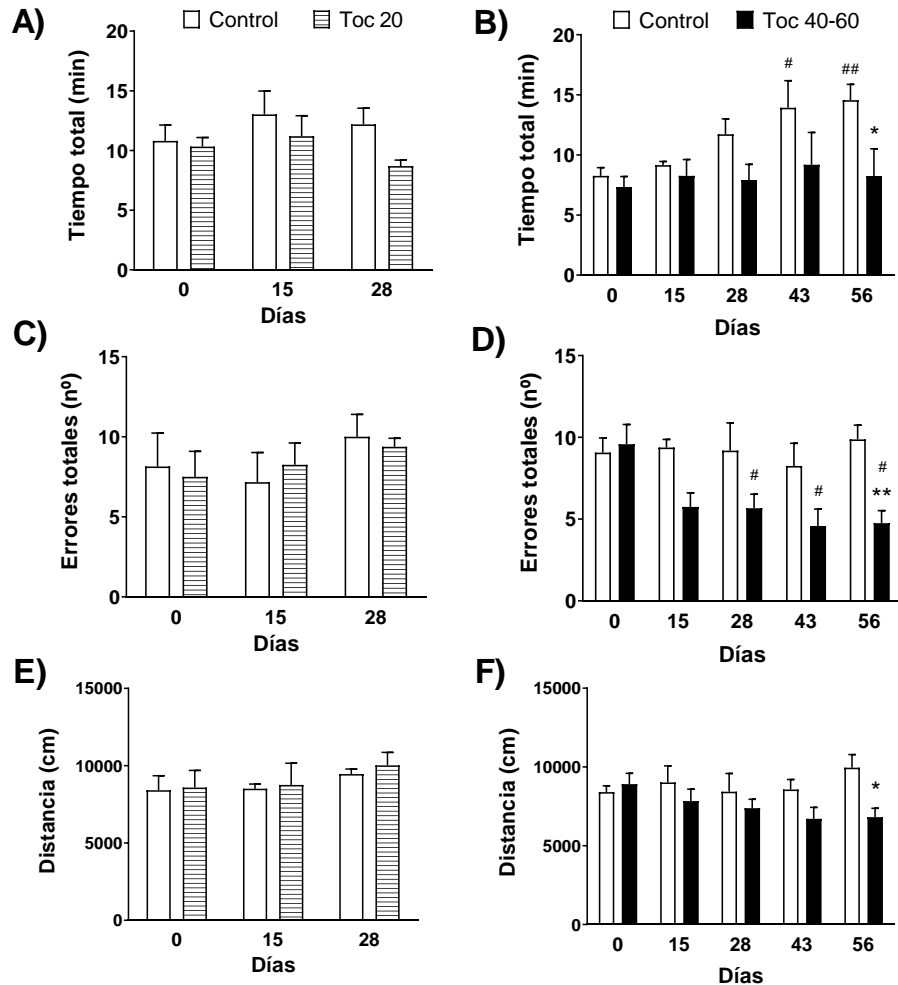 A)
Control Toc 20
Tiempo total (min)
20
15
10
5
0
0 15 28
Días
B)
Control Toc 40-60
Tiempo total (min)
20
15
10
5
0
# ##
*
0 15 28 43 56
Días
C)
Errores totales (nº)
15
10
5
0
0 15 28
Días
D)
Errores totales (nº)
15
10
5
0
# # #
**
0 15 28 43 56
Días
E)
Distancia (cm)
15000
10000
5000
0
0 15 28
Días
F)
Distancia (cm)
15000
10000
5000
0
*
0 15 28 43 56
Días